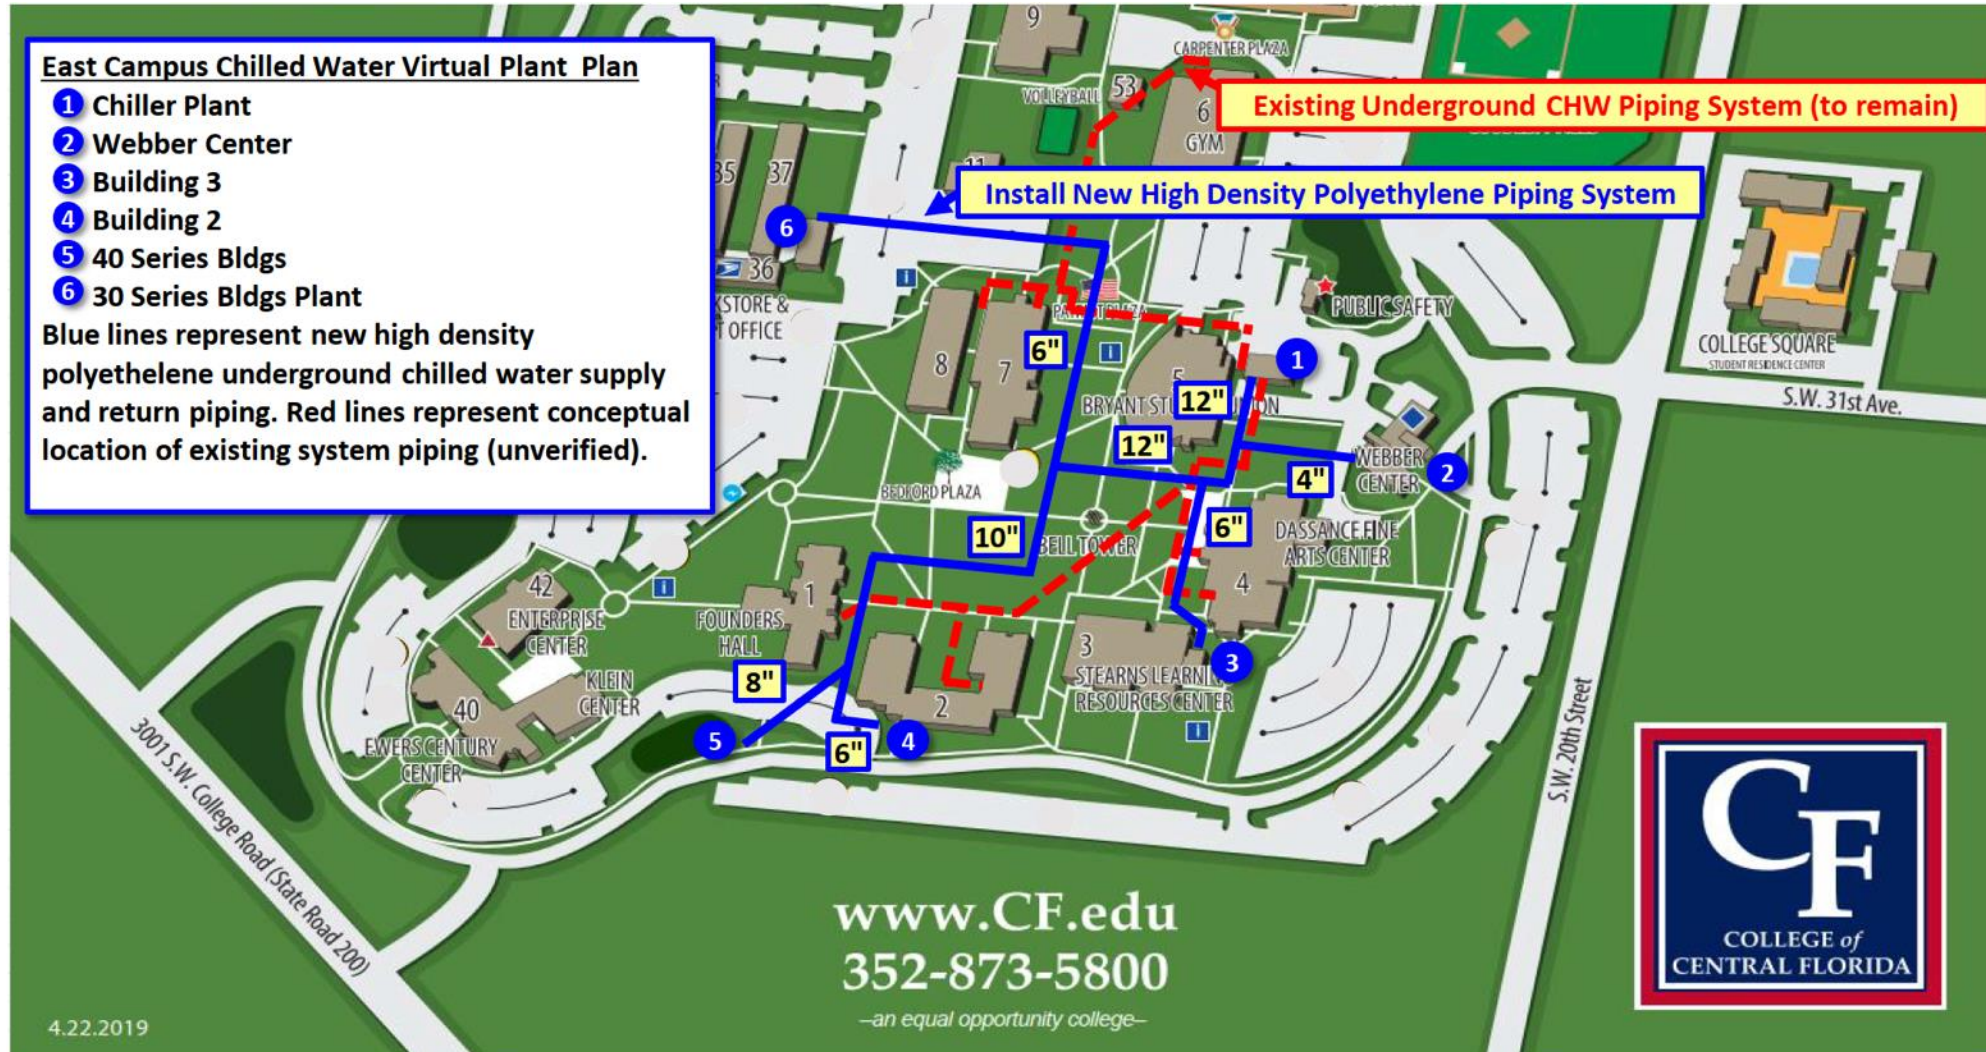 East Campus Chilled Water Virtual Plant Plan
1 Chiller Plant
2 Webber Center
3 Building 3
4 Building 2
5 40 Series Bldgs
6 30 Series Bldgs Plant
Blue lines represent new high density
polyethelene underground chilled water supply
and return piping. Red lines represent conceptual
location of existing system piping (unverified).
9
CARPENTER PLAZA
Existing Underground CHW Piping System (to remain)
VOLLEYBALL
53
6
GYM
35
37
11
Install New High Density Polyethylene Piping System
6
36
OFFICE
i
PUBLIC SAFETY
COLLEGE SQUARE
STUDENT RESIDENCE CENTER
S.W. 31st Ave.
8
7
6"
i
5
1
BRYANT
12"
12"
WEBBER
CENTER
2
4"
BEDFORD PLAZA
10"
BELL TOWER
6"
DASSANCE FINE
ARTS CENTER
4
42
ENTERPRISE
CENTER
i
1
FOUNDERS
HALL
8"
3
STEARNS
RESOURCES CENTER
3
i
KLEIN
CENTER
40
EWERS CENTURY
CENTER
5
2
6"
4
3001 S.W. College Road (State Road 200)
S.W. 20th Street
www.CF.edu
352-873-5800
–an equal opportunity college–
CF
COLLEGE of
CENTRAL FLORIDA
4.22.2019